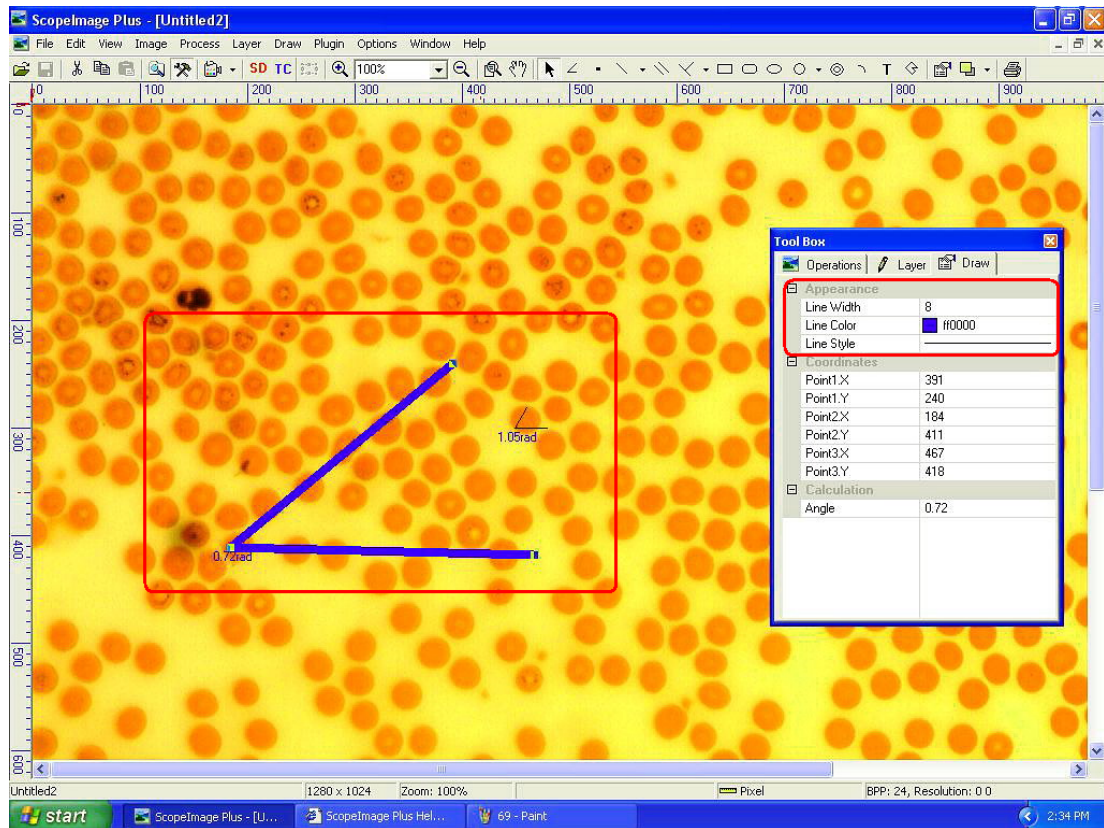 ScopeImage Plus - [Untitled2]
File Edit View Image Process Layer Draw Plugin Options Window Help
SD TC 100% T
0 100 200 300 400 500 600 700 800 900
0
100
200
300
400
500
600
1.05rad
0.72rad
Tool Box
Operations Layer Draw
Appearance
Line Width 8
Line Color ff0000
Line Style
Coordinates
Point1.X 391
Point1.Y 240
Point2.X 184
Point2.Y 411
Point3.X 467
Point3.Y 418
Calculation
Angle 0.72
Untitled2 1280 x 1024 Zoom: 100% Pixel BPP: 24, Resolution: 0 0
start ScopeImage Plus - [U... ScopeImage Plus Hel... 69 - Paint 2:34 PM